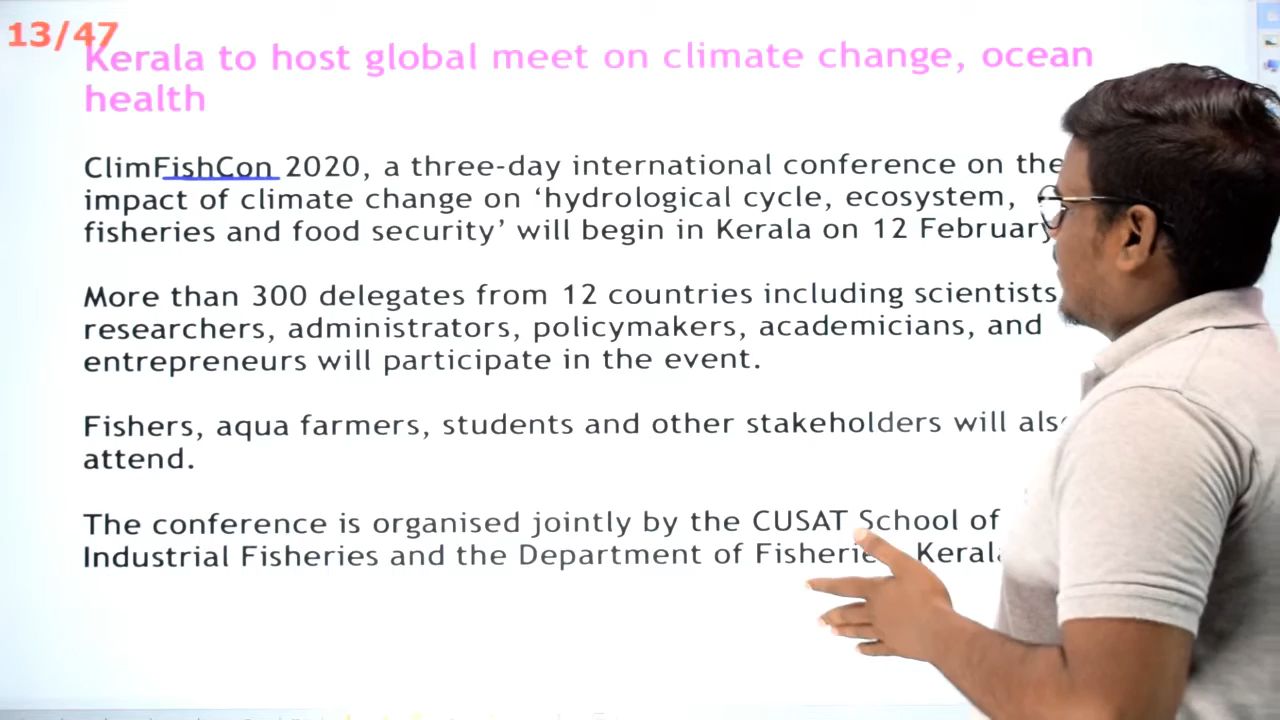 13/47
Kerala to host global meet on climate change, ocean
health
ClimFishCon 2020, a three-day international conference on the
impact of climate change on ‘hydrological cycle, ecosystem,
fisheries and food security’ will begin in Kerala on 12 February
More than 300 delegates from 12 countries including scientists
researchers, administrators, policymakers, academicians, and
entrepreneurs will participate in the event.
Fishers, aqua farmers, students and other stakeholders will also
attend.
The conference is organised jointly by the CUSAT School of
Industrial Fisheries and the Department of Fisheries, Kerala